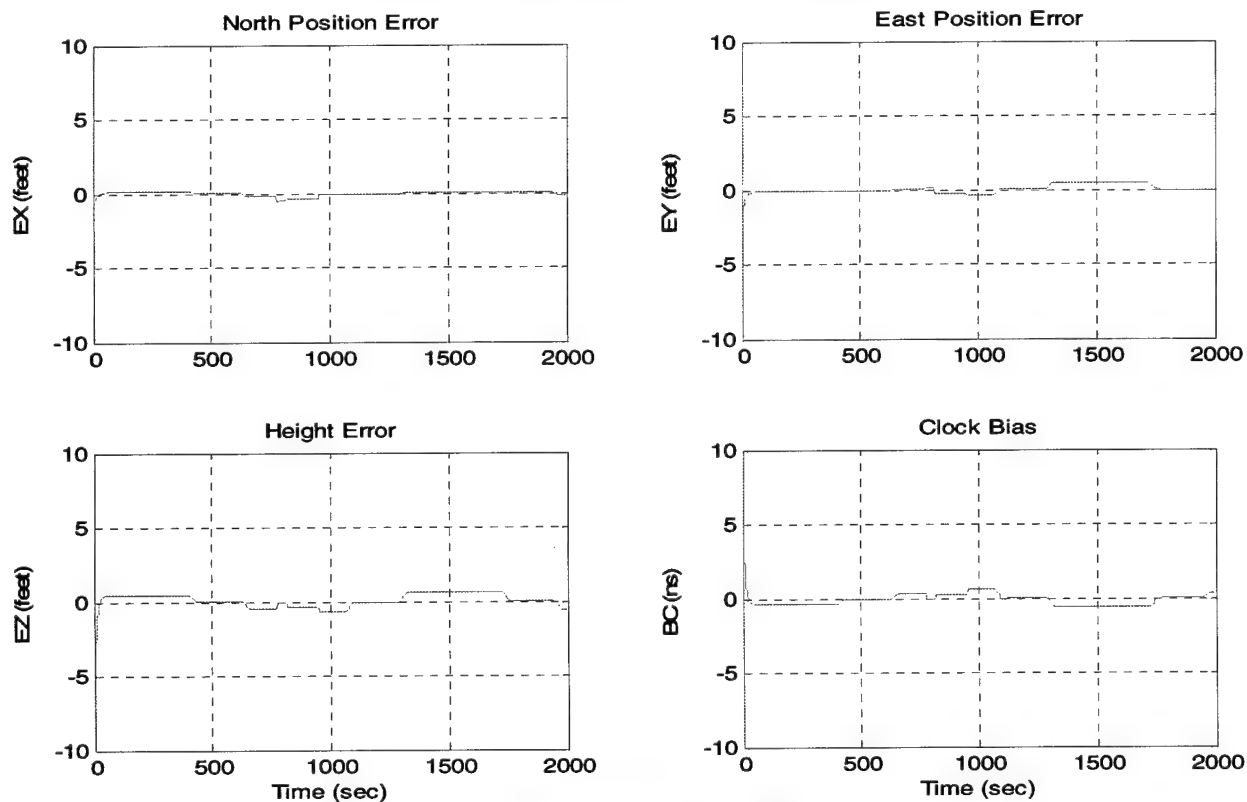 North Position Error
10
5
0
-5
-10
EX (feet)
0 500 1000 1500 2000
East Position Error
10
5
0
-5
-10
EY (feet)
0 500 1000 1500 2000
Height Error
10
5
0
-5
-10
EZ (feet)
0 500 1000 1500 2000
Time (sec)
Clock Bias
10
5
0
-5
-10
BC (ns)
0 500 1000 1500 2000
Time (sec)